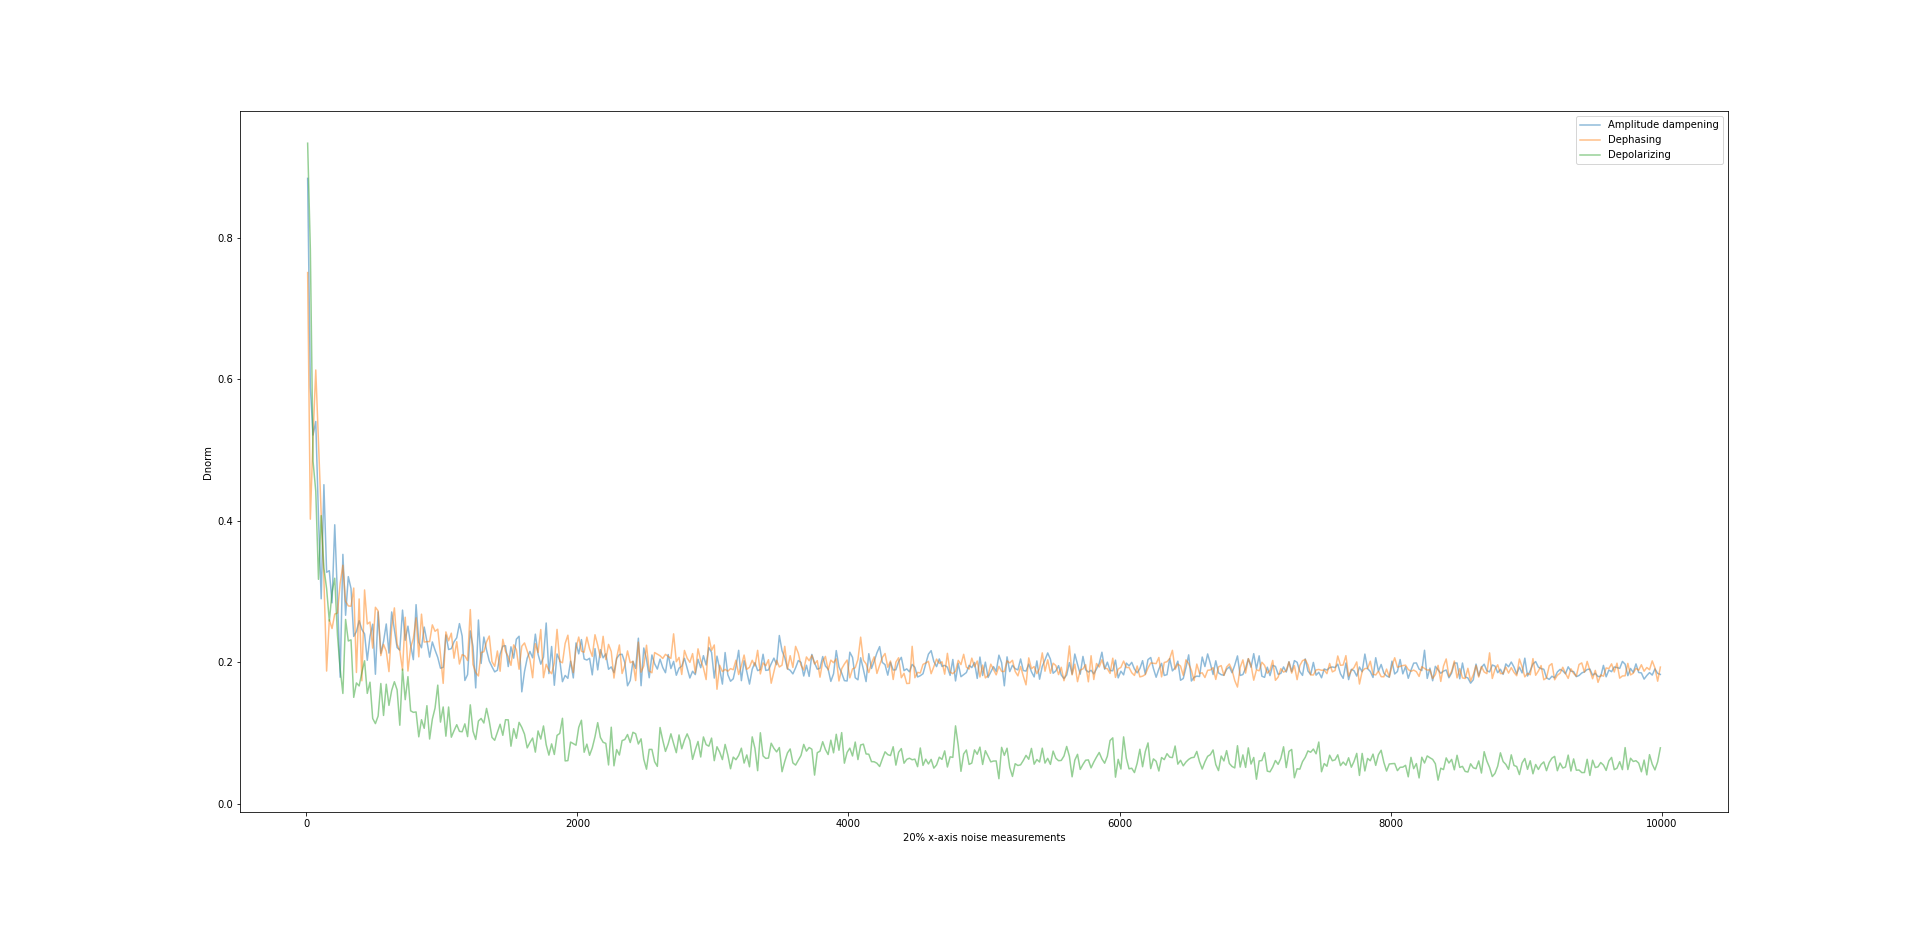 Amplitude dampening
Dephasing
Depolarizing
0.8
0.6
0.4
0.2
0.0
Dnorm
0 2000 4000 6000 8000 10000
20% x-axis noise measurements